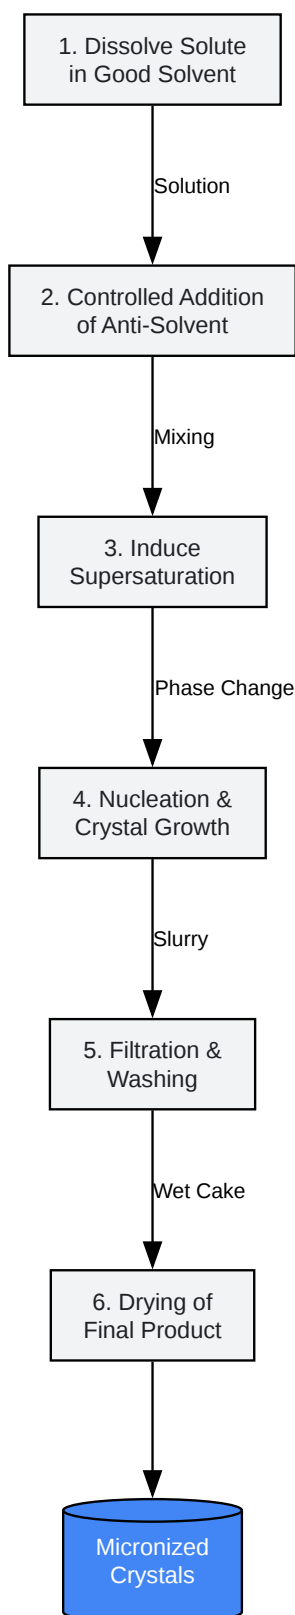 1. Dissolve Solute
in Good Solvent
Solution
2. Controlled Addition
of Anti-Solvent
Mixing
3. Induce
Supersaturation
Phase Change
4. Nucleation &
Crystal Growth
Slurry
5. Filtration &
Washing
Wet Cake
6. Drying of
Final Product
Micronized
Crystals